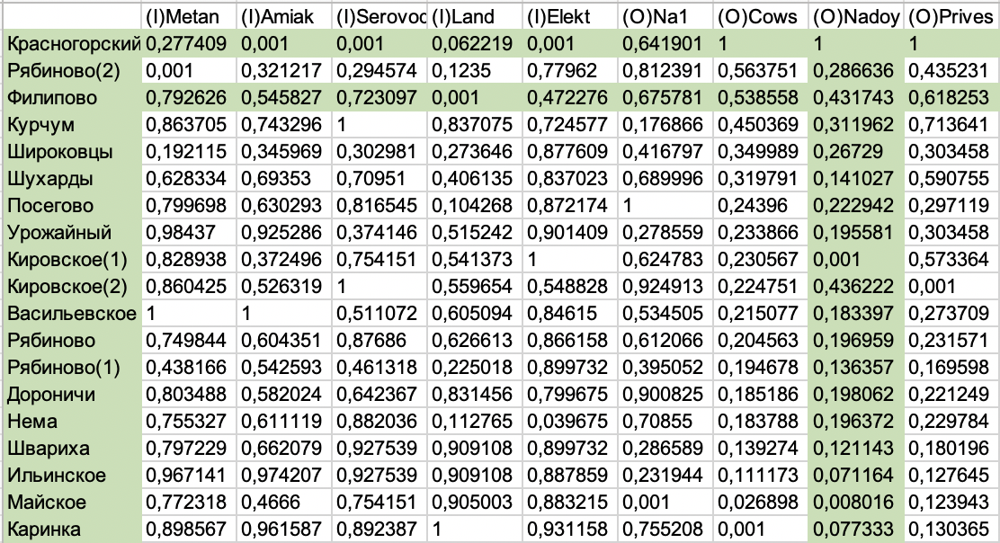 (I)Metan (I)Amiak (I)Serovod (I)Land (I)Elekt (O)Na1 (O)Cows (O)Nadoy (O)Prives
Красногорский 0,277409 0,001 0,001 0,062219 0,001 0,641901 1 1 1
Рябиново(2) 0,001 0,321217 0,294574 0,1235 0,77962 0,812391 0,563751 0,286636 0,435231
Филипово 0,792626 0,545827 0,723097 0,001 0,472276 0,675781 0,538558 0,431743 0,618253
Курчум 0,863705 0,743296 1 0,837075 0,724577 0,176866 0,450369 0,311962 0,713641
Широковцы 0,192115 0,345969 0,302981 0,273646 0,877609 0,416797 0,349989 0,26729 0,303458
Шухарды 0,628334 0,69353 0,70951 0,406135 0,837023 0,689996 0,319791 0,141027 0,590755
Посегово 0,799698 0,630293 0,816545 0,104268 0,872174 1 0,24396 0,222942 0,297119
Урожайный 0,98437 0,925286 0,374146 0,515242 0,901409 0,278559 0,233866 0,195581 0,303458
Кировское(1) 0,828938 0,372496 0,754151 0,541373 1 0,624783 0,230567 0,001 0,573364
Кировское(2) 0,860425 0,526319 1 0,559654 0,548828 0,924913 0,224751 0,436222 0,001
Васильевское 1 1 0,511072 0,605094 0,84615 0,534505 0,215077 0,183397 0,273709
Рябиново 0,749844 0,604351 0,87686 0,626613 0,866158 0,612066 0,204563 0,196959 0,231571
Рябиново(1) 0,438166 0,542593 0,461318 0,225018 0,899732 0,395052 0,194678 0,136357 0,169598
Дороничи 0,803488 0,582024 0,642367 0,831456 0,799675 0,900825 0,185186 0,198062 0,221249
Нема 0,755327 0,611119 0,882036 0,112765 0,039675 0,70855 0,183788 0,196372 0,229784
Швариха 0,797229 0,662079 0,927539 0,909108 0,899732 0,286589 0,139274 0,121143 0,180196
Ильинское 0,967141 0,974207 0,927539 0,909108 0,887859 0,231944 0,111173 0,071164 0,127645
Майское 0,772318 0,4666 0,754151 0,905003 0,883215 0,001 0,026898 0,008016 0,123943
Каринка 0,898567 0,961587 0,892387 1 0,931158 0,755208 0,001 0,077333 0,130365